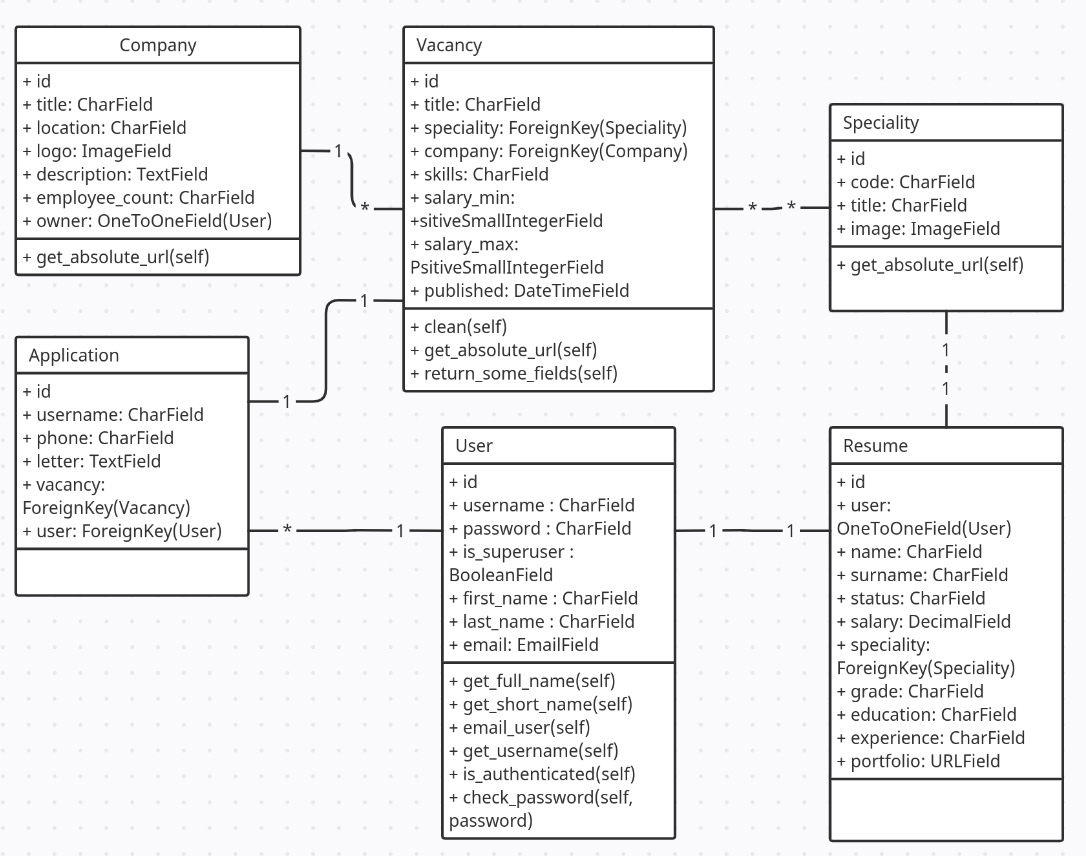 Company
+ id
+ title: CharField
+ location: CharField
+ logo: ImageField
+ description: TextField
+ employee_count: CharField
+ owner: OneToOneField(User)
+ get_absolute_url(self)
1
*
Vacancy
+ id
+ title: CharField
+ speciality: ForeignKey(Speciality)
+ company: ForeignKey(Company)
+ skills: CharField
+ salary_min:
+sitiveSmallIntegerField
+ salary_max:
PsitiveSmallIntegerField
+ published: DateTimeField
+ clean(self)
+ get_absolute_url(self)
+ return_some_fields(self)
*
*
Speciality
+ id
+ code: CharField
+ title: CharField
+ image: ImageField
+ get_absolute_url(self)
1
1
1
1
Application
+ id
+ username: CharField
+ phone: CharField
+ letter: TextField
+ vacancy:
ForeignKey(Vacancy)
+ user: ForeignKey(User)
*
1
User
+ id
+ username : CharField
+ password : CharField
+ is_superuser :
BooleanField
+ first_name : CharField
+ last_name : CharField
+ email: EmailField
+ get_full_name(self)
+ get_short_name(self)
+ email_user(self)
+ get_username(self)
+ is_authenticated(self)
+ check_password(self,
password)
1
1
Resume
+ id
+ user:
OneToOneField(User)
+ name: CharField
+ surname: CharField
+ status: CharField
+ salary: DecimalField
+ speciality:
ForeignKey(Speciality)
+ grade: CharField
+ education: CharField
+ experience: CharField
+ portfolio: URLField